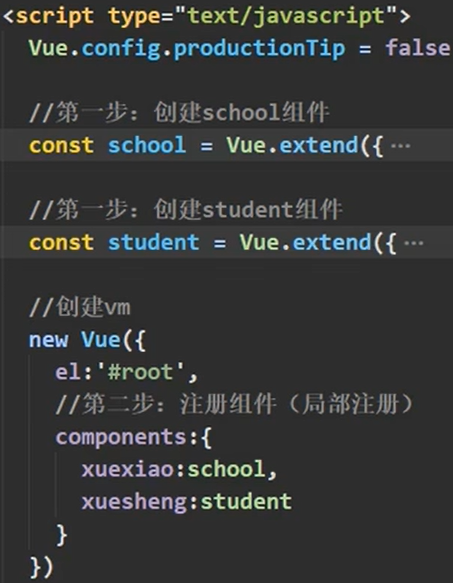 <script type="text/javascript">
Vue.config.productionTip = false
//第一步：创建school组件
const school = Vue.extend({ ···
//第一步：创建student组件
const student = Vue.extend({ ···
//创建vm
new Vue({
el:'#root',
//第二步：注册组件（局部注册）
components:{
xuexiao:school,
xuesheng:student
}
})